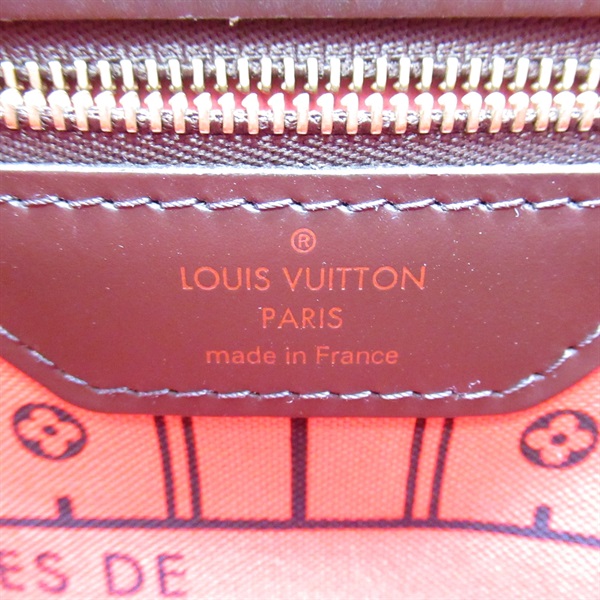 ®
LOUIS VUITTON
PARIS
made in France
ES DE